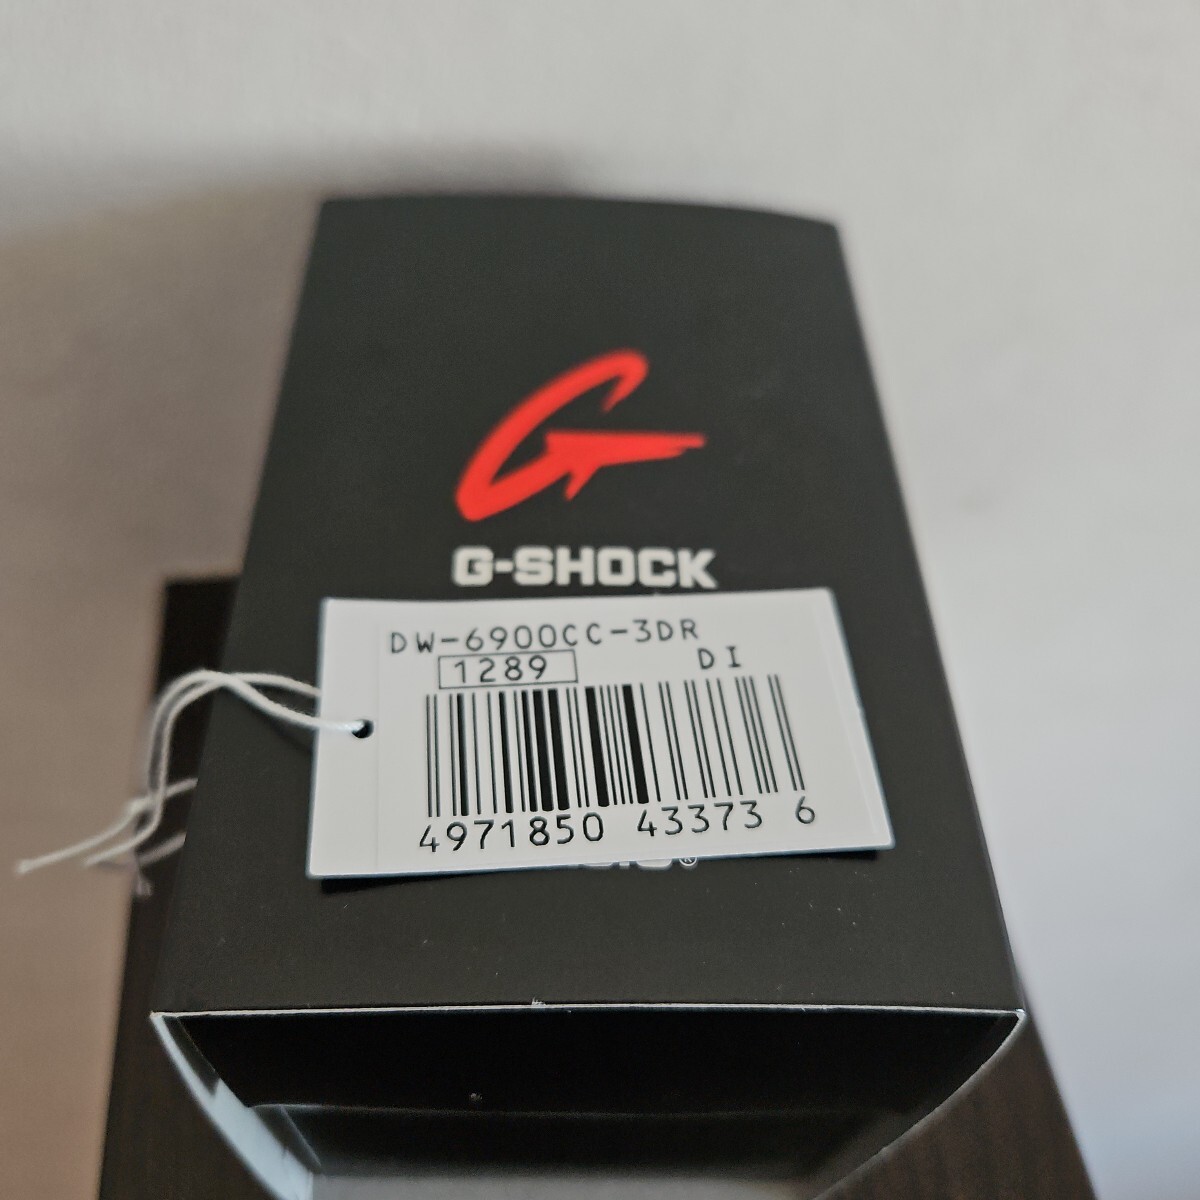 G-SHOCK
DW-6900CC-3DR
1289 DI
4971850 43373 6